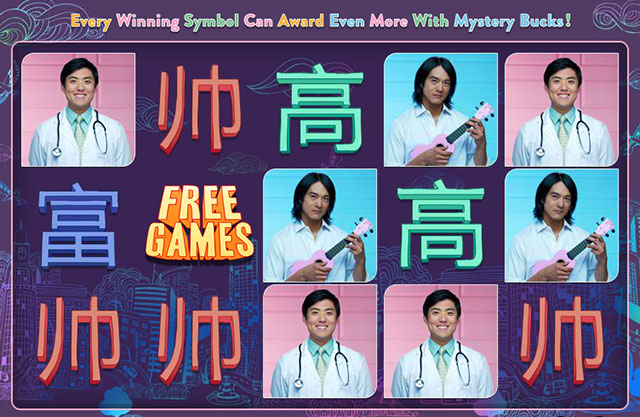 Every Winning Symbol Can Award Even More With Mystery Bucks!
帅 高
富 FREE GAMES 高
帅 帅 帅